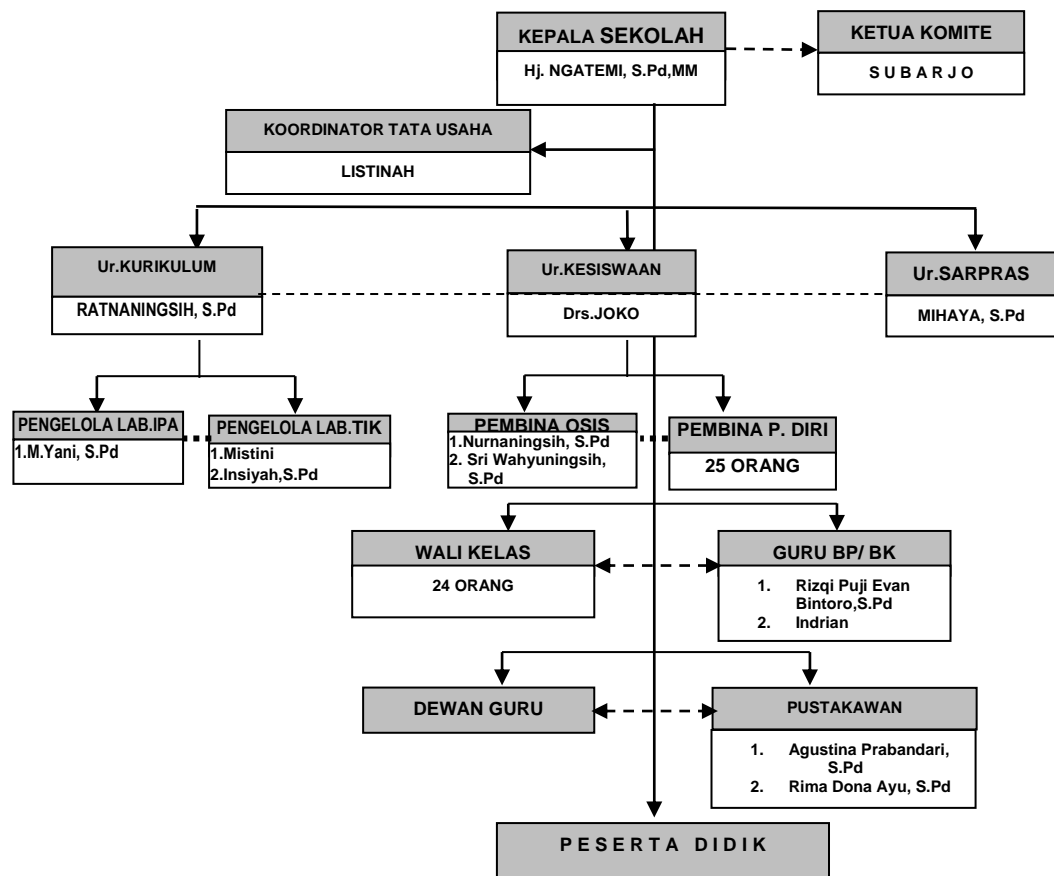 KEPALA SEKOLAH
Hj. NGATEMI, S.Pd,MM
KETUA KOMITE
S U B A R J O
KOORDINATOR TATA USAHA
LISTINAH
Ur.KURIKULUM
RATNANINGSIH, S.Pd
Ur.KESISWAAN
Drs.JOKO
Ur.SARPRAS
MIHAYA, S.Pd
PENGELOLA LAB.IPA
1.M.Yani, S.Pd
PENGELOLA LAB.TIK
1.Mistini
2.Insiyah,S.Pd
PEMBINA OSIS
1.Nurnaningsih, S.Pd
2. Sri Wahyuningsih,
S.Pd
PEMBINA P. DIRI
25 ORANG
WALI KELAS
24 ORANG
GURU BP/ BK
1. Rizqi Puji Evan
Bintoro,S.Pd
2. Indrian
DEWAN GURU
PUSTAKAWAN
1. Agustina Prabandari,
S.Pd
2. Rima Dona Ayu, S.Pd
P E S E R T A  D I D I K